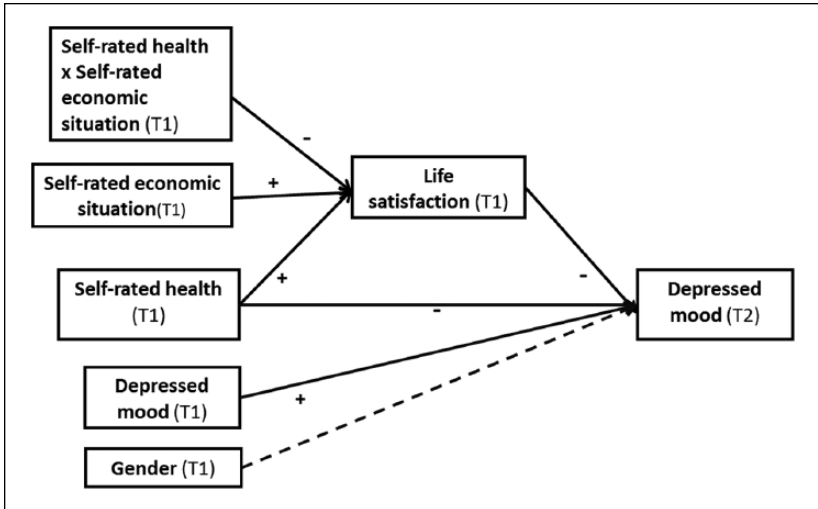 Self-rated health
x Self-rated
economic
situation (T1)
-
Self-rated economic
situation(T1)
+
Life
satisfaction (T1)
+
-
Self-rated health
(T1)
-
Depressed
mood (T2)
Depressed
mood (T1)
+
Gender (T1)